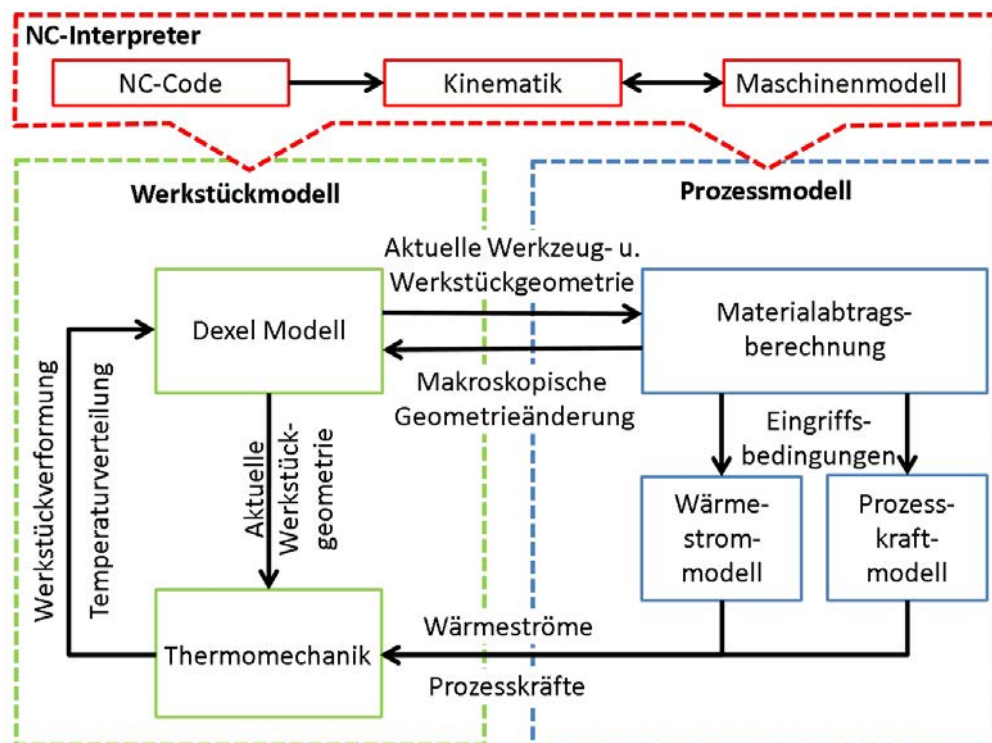 NC-Interpreter
NC-Code
Kinematik
Maschinenmodell
Werkstückmodell
Prozessmodell
Aktuelle Werkzeug- u.
Werkstückgeometrie
Dexel Modell
Materialabtrags-
berechnung
Makroskopische
Geometrieänderung
Werkstückverformung
Temperaturverteilung
Aktuelle
Werkstück-
geometrie
Eingriffs-
bedingungen
Wärme-
strom-
modell
Prozess-
kraft-
modell
Thermomechanik
Wärmeströme
Prozesskräfte